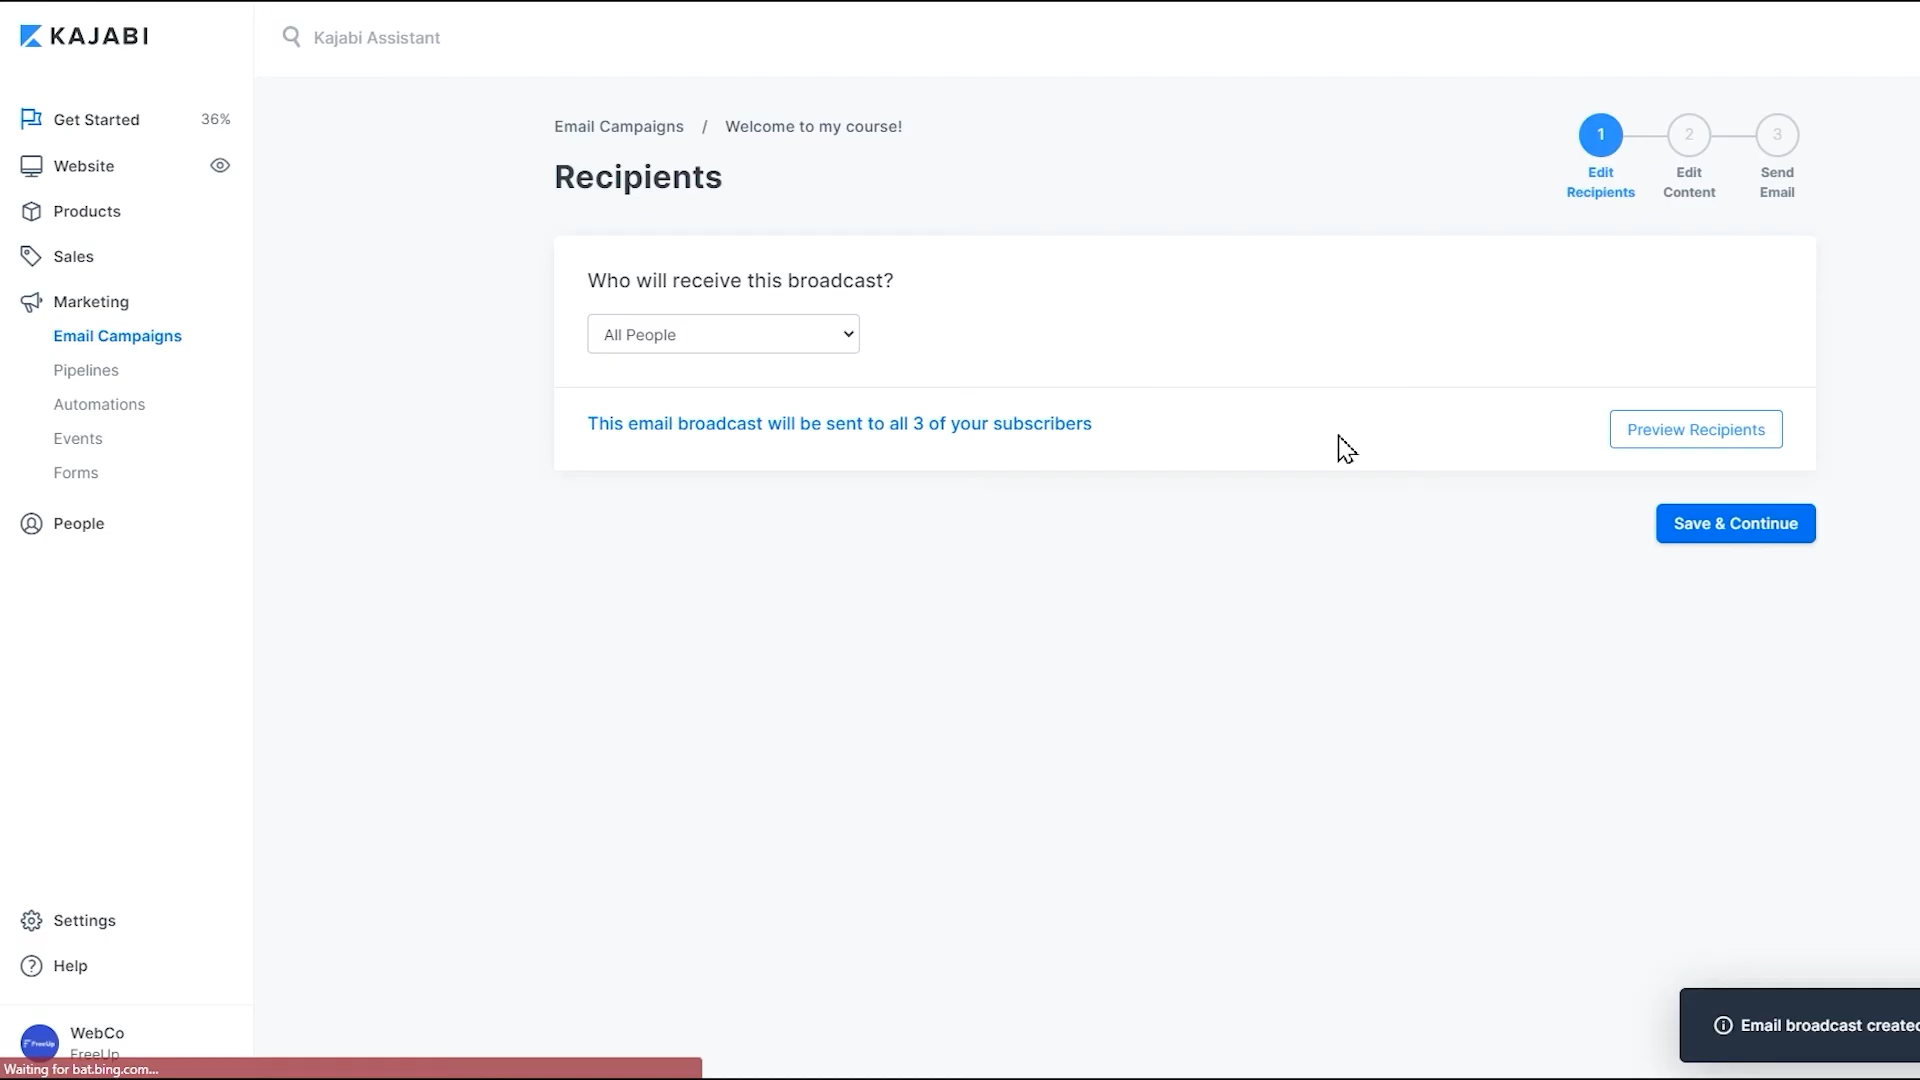 KAJABI
Kajabi Assistant
Get Started 36%
Website
Products
Sales
Marketing
Email Campaigns
Pipelines
Automations
Events
Forms
People
Settings
Help
WebCo
FreeUp
FreeUp
Waiting for bat.bing.com...
Email Campaigns / Welcome to my course!
Recipients
1 2 3
Edit Recipients
Edit Content
Send Email
Who will receive this broadcast?
All People
This email broadcast will be sent to all 3 of your subscribers
Preview Recipients
Save & Continue
Email broadcast created